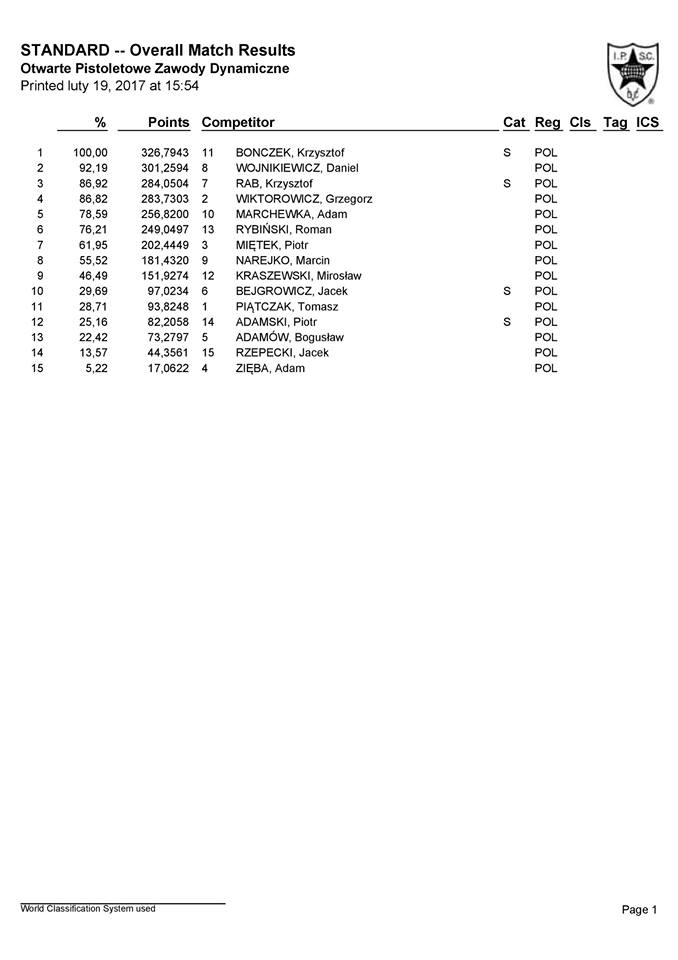 STANDARD -- Overall Match Results
Otwarte Pistoletowe Zawody Dynamiczne
Printed luty 19, 2017 at 15:54
I.P. S.C.
DVC ®
% Points Competitor Cat Reg Cls Tag ICS
1 100,00 326,7943 11 BONCZEK, Krzysztof S POL
2 92,19 301,2594 8 WOJNIKIEWICZ, Daniel POL
3 86,92 284,0504 7 RAB, Krzysztof S POL
4 86,82 283,7303 2 WIKTOROWICZ, Grzegorz POL
5 78,59 256,8200 10 MARCHEWKA, Adam POL
6 76,21 249,0497 13 RYBIŃSKI, Roman POL
7 61,95 202,4449 3 MIĘTEK, Piotr POL
8 55,52 181,4320 9 NAREJKO, Marcin POL
9 46,49 151,9274 12 KRASZEWSKI, Mirosław POL
10 29,69 97,0234 6 BEJGROWICZ, Jacek S POL
11 28,71 93,8248 1 PIĄTCZAK, Tomasz POL
12 25,16 82,2058 14 ADAMSKI, Piotr S POL
13 22,42 73,2797 5 ADAMÓW, Bogusław POL
14 13,57 44,3561 15 RZEPECKI, Jacek POL
15 5,22 17,0622 4 ZIĘBA, Adam POL
World Classification System used
Page 1